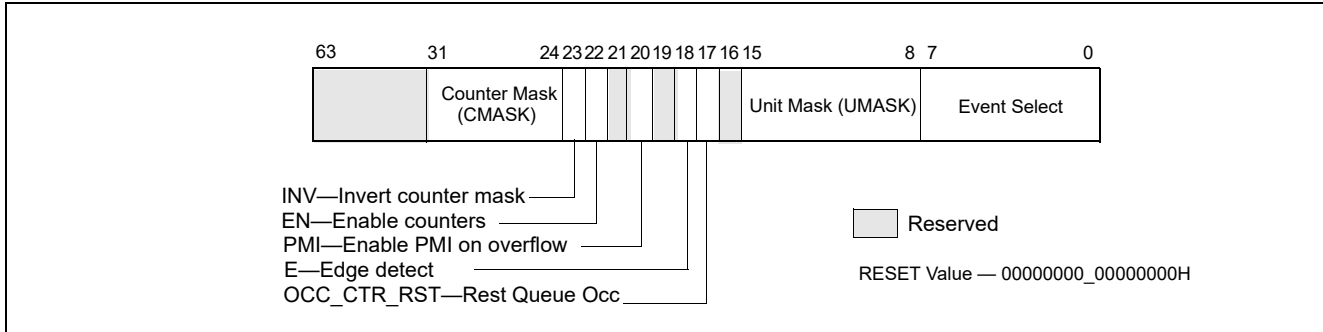 63 31 24 23 22 21 20 19 18 17 16 15 8 7 0
Counter Mask
(CMASK)
Unit Mask (UMASK)
Event Select
INV—Invert counter mask
EN—Enable counters
PMI—Enable PMI on overflow
E—Edge detect
OCC_CTR_RST—Rest Queue Occ
Reserved
RESET Value — 00000000_00000000H